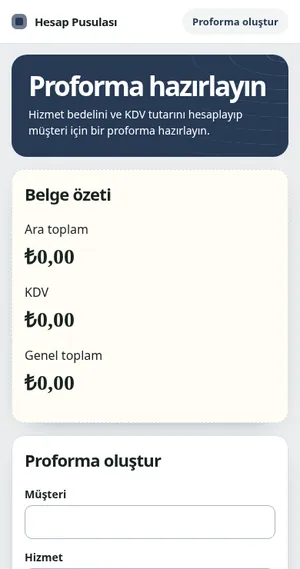 Hesap Pusulası
Proforma oluştur
Proforma hazırlayın
Hizmet bedelini ve KDV tutarını hesaplayıp
müşteri için bir proforma hazırlayın.
Belge özeti
Ara toplam
₺0,00
KDV
₺0,00
Genel toplam
₺0,00
Proforma oluştur
Müşteri
Hizmet